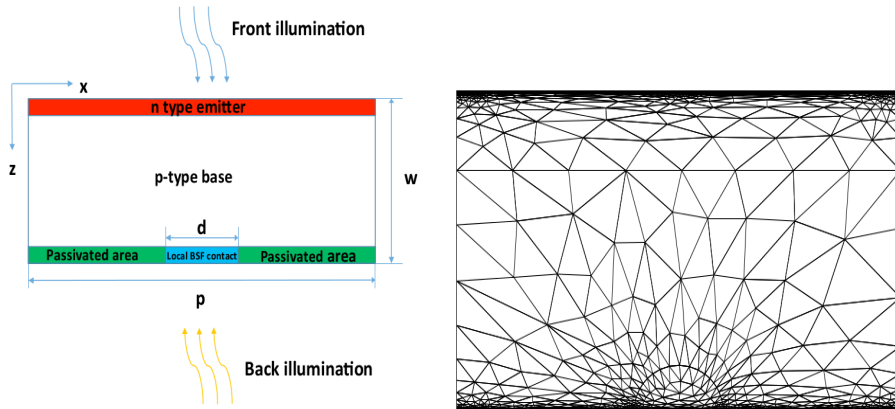 Front illumination
x
n type emitter
z
p-type base
w
d
Passivated area
Local BSF contact
Passivated area
p
Back illumination